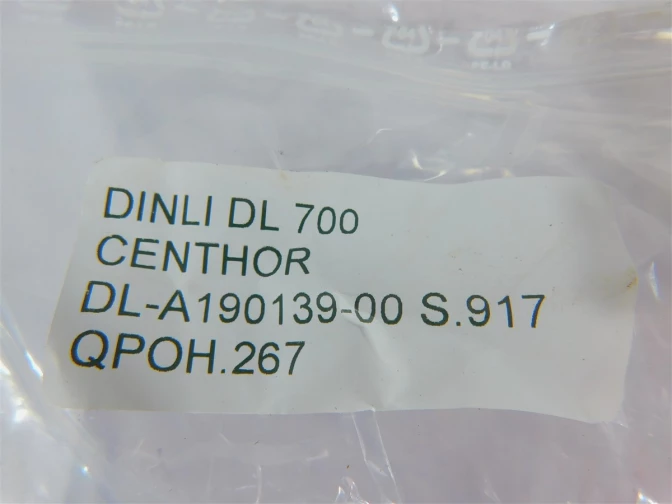 DINLI DL 700
CENTHOR
DL-A190139-00 S.917
QPOH.267